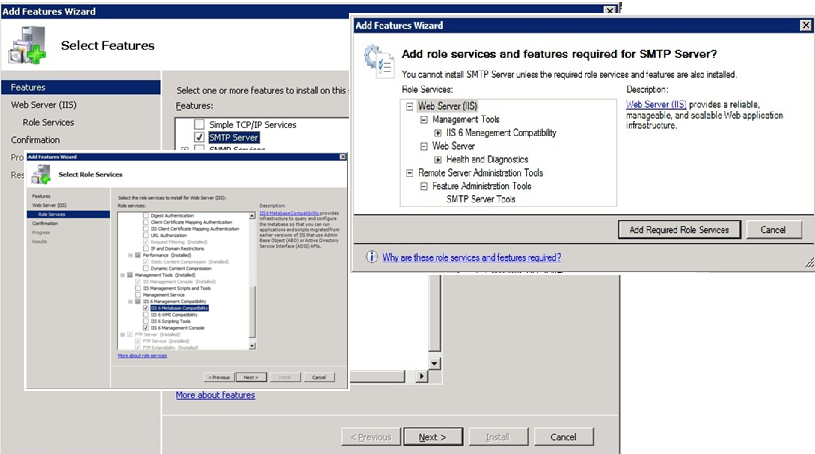 Add Features Wizard
Select Features
Features
Web Server (IIS)
Role Services
Confirmation
Select one or more features to install on this
Features:
Simple TCP/IP Services
SMTP Server
Add Features Wizard
Add role services and features required for SMTP Server?
You cannot install SMTP Server unless the required role services and features are also installed.
Role Services:
Web Server (IIS)
Management Tools
IIS 6 Management Compatibility
Web Server
Health and Diagnostics
Remote Server Administration Tools
Feature Administration Tools
SMTP Server Tools
Description:
Web Server (IIS) provides a reliable,
manageable, and scalable Web application
infrastructure.
Add Required Role Services
Cancel
Why are these role services and features required?
Add Features Wizard
Select Role Services
Features
Web Server (IIS)
Role Services
Confirmation
Progress
Results
Select the role services to install for Web Server (IIS):
Role services:
Digest Authentication
Client Certificate Mapping Authentication
IIS Client Certificate Mapping Authentication
URL Authorization
Request Filtering (Installed)
IP and Domain Restrictions
Performance (Installed)
Static Content Compression (Installed)
Dynamic Content Compression
Management Tools (Installed)
IIS Management Console (Installed)
IIS Management Scripts and Tools
Management Service
IIS 6 Management Compatibility
IIS 6 Metabase Compatibility
IIS 6 WMI Compatibility
IIS 6 Scripting Tools
IIS 6 Management Console
FTP Server (Installed)
FTP Service (Installed)
FTP Extensibility (Installed)
More about role services
Description:
IIS 6 Metabase Compatibility provides
infrastructure to query and configure
the metabase so that you can run
applications and scripts migrated from
earlier versions of IIS that use Admin
Base Object (ABO) or Active Directory
Service Interface (ADSI) APIs.
< Previous
Next >
Install
Cancel
More about features
< Previous
Next >
Install
Cancel